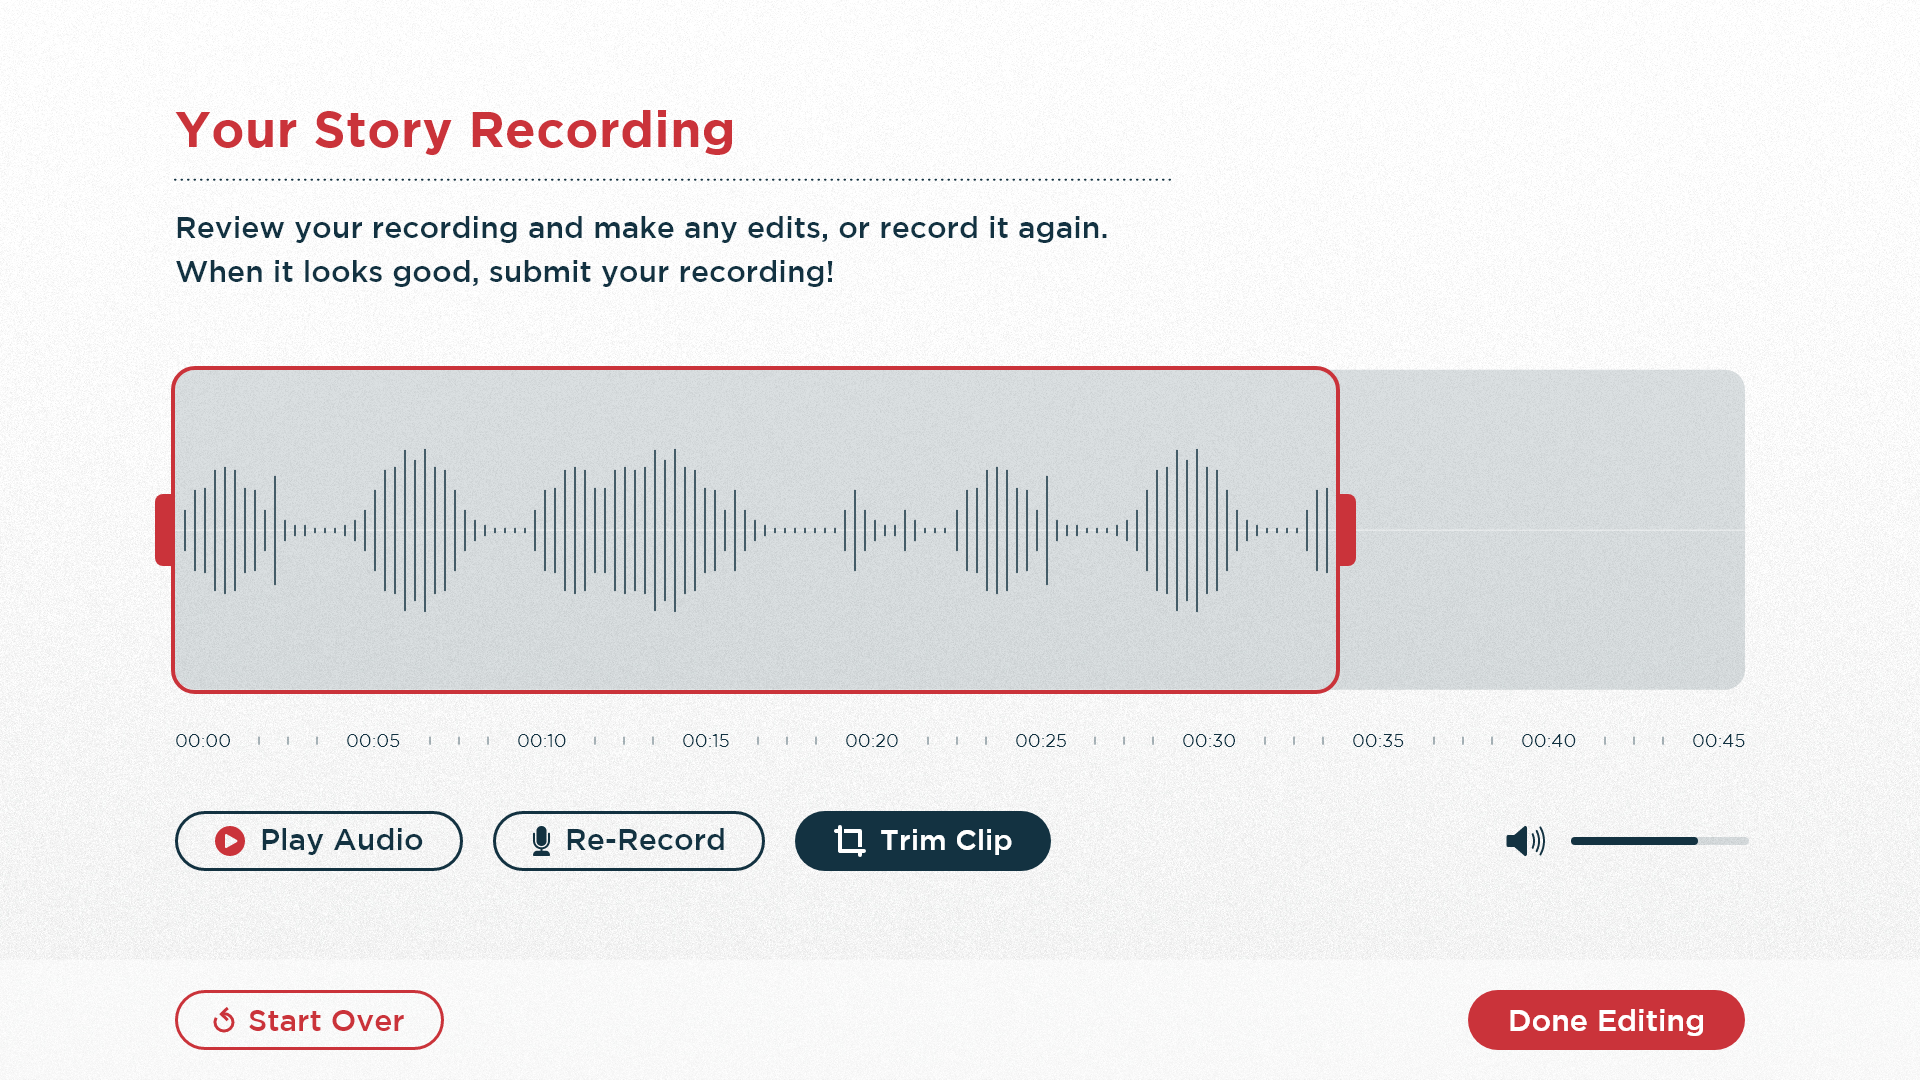 Your Story Recording
Review your recording and make any edits, or record it again.
When it looks good, submit your recording!
00:00 00:05 00:10 00:15 00:20 00:25 00:30 00:35 00:40 00:45
Play Audio Re-Record Trim Clip
Start Over Done Editing